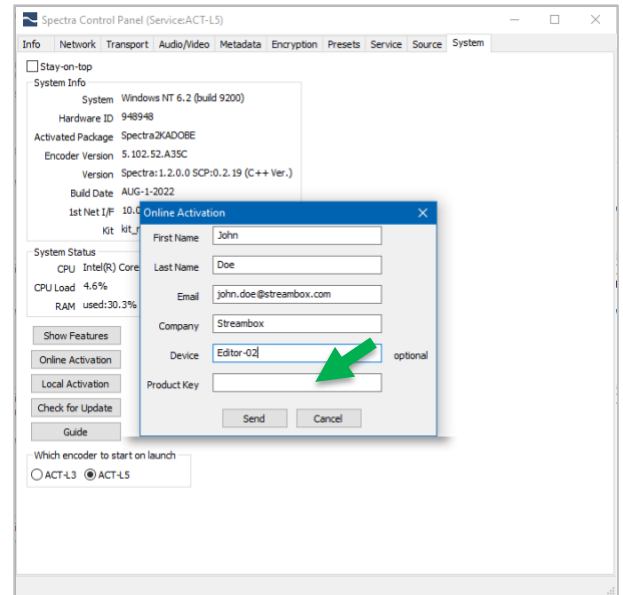 Spectra Control Panel (Service:ACT-L5)
Info Network Transport Audio/Video Metadata Encryption Presets Service Source System
Stay-on-top
System Info
System Windows NT 6.2 (build 9200)
Hardware ID 948948
Activated Package Spectra2KADOBE
Encoder Version 5.102.52.A35C
Version Spectra:1.2.0.0 SCP:0.2.19 (C++ Ver.)
Build Date AUG-1-2022
1st Net I/F 10.0
Kit kit_
System Status
CPU Intel(R) Core
CPU Load 4.6%
RAM used:30.3%
Show Features
Online Activation
Local Activation
Check for Update
Guide
Which encoder to start on launch
ACT-L3 ACT-L5
Online Activation
First Name John
Last Name Doe
Email john.doe@streambox.com
Company Streambox
Device Editor-02 optional
Product Key
Send Cancel